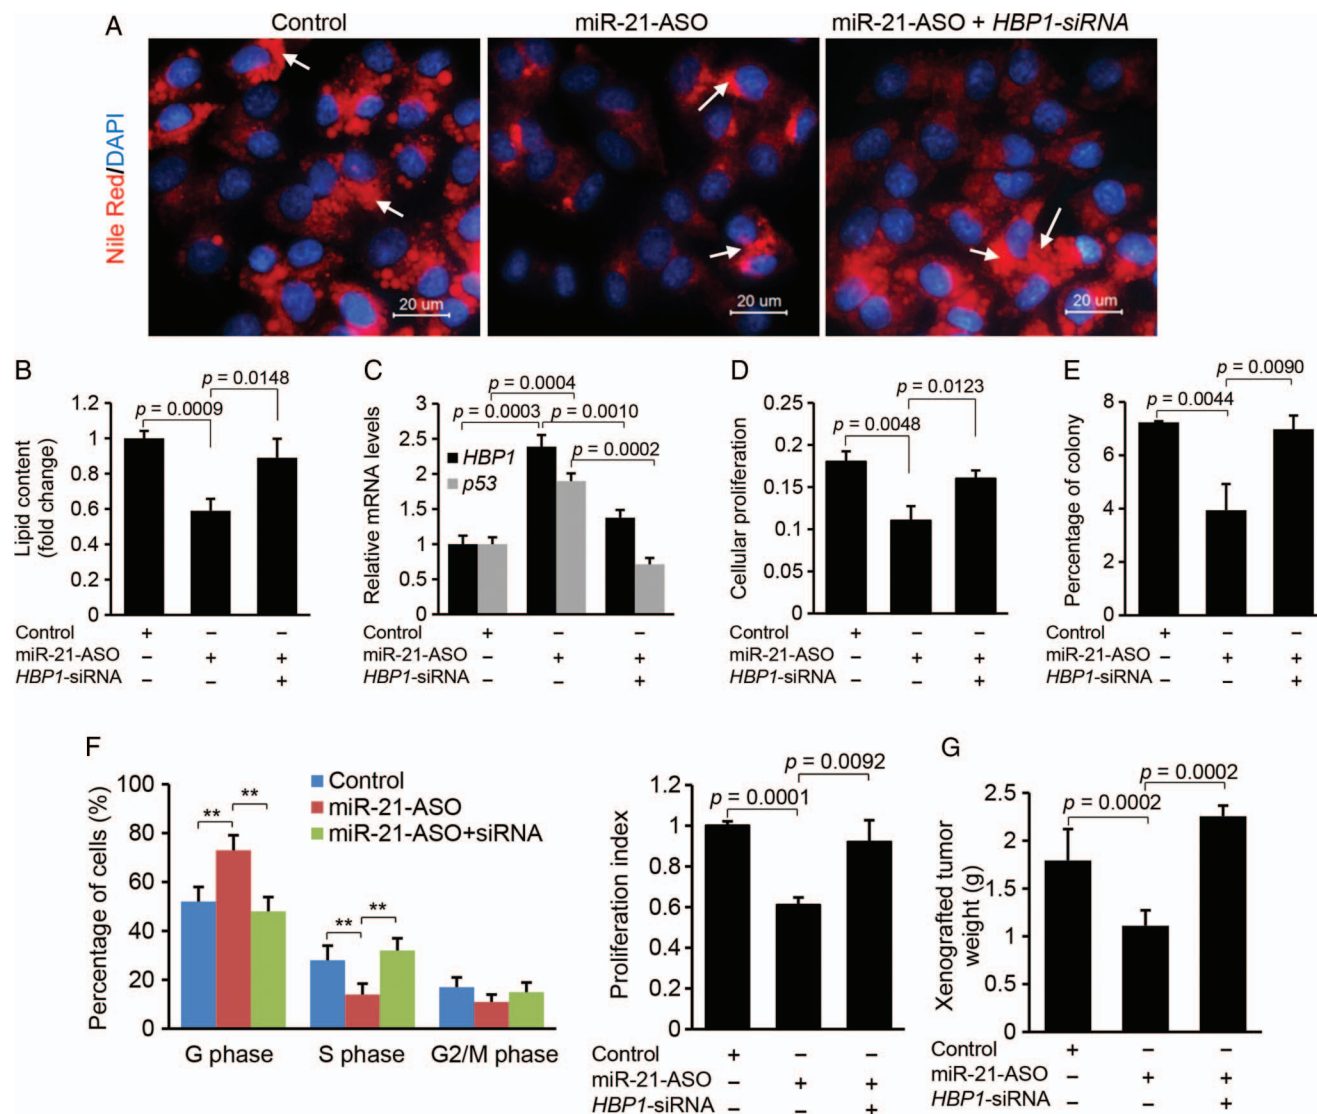 A
Control
miR-21-ASO
miR-21-ASO + HBP1-siRNA
Nile Red/DAPI
20 um
20 um
20 um
B
p = 0.0148
p = 0.0009
Lipid content
(fold change)
1.2
1
0.8
0.6
0.4
0.2
0
Control + – –
miR-21-ASO – + +
HBP1-siRNA – – +
C
p = 0.0004
p = 0.0003
p = 0.0010
p = 0.0002
HBP1
p53
Relative mRNA levels
3
2.5
2
1.5
1
0.5
0
Control + – –
miR-21-ASO – + +
HBP1-siRNA – – +
D
p = 0.0123
p = 0.0048
Cellular proliferation
0.25
0.2
0.15
0.1
0.05
0
Control + – –
miR-21-ASO – + +
HBP1-siRNA – – +
E
p = 0.0090
p = 0.0044
Percentage of colony
8
6
4
2
0
Control + – –
miR-21-ASO – + +
HBP1-siRNA – – +
F
Control
miR-21-ASO
miR-21-ASO+siRNA
** **
** **
Percentage of cells (%)
100
80
60
40
20
0
G phase S phase G2/M phase
p = 0.0092
p = 0.0001
Proliferation index
1.2
1
0.8
0.6
0.4
0.2
0
Control + – –
miR-21-ASO – + +
HBP1-siRNA – – +
G
p = 0.0002
p = 0.0002
Xenografted tumor
weight (g)
2.5
2
1.5
1
0.5
0
Control + – –
miR-21-ASO – + +
HBP1-siRNA – – +